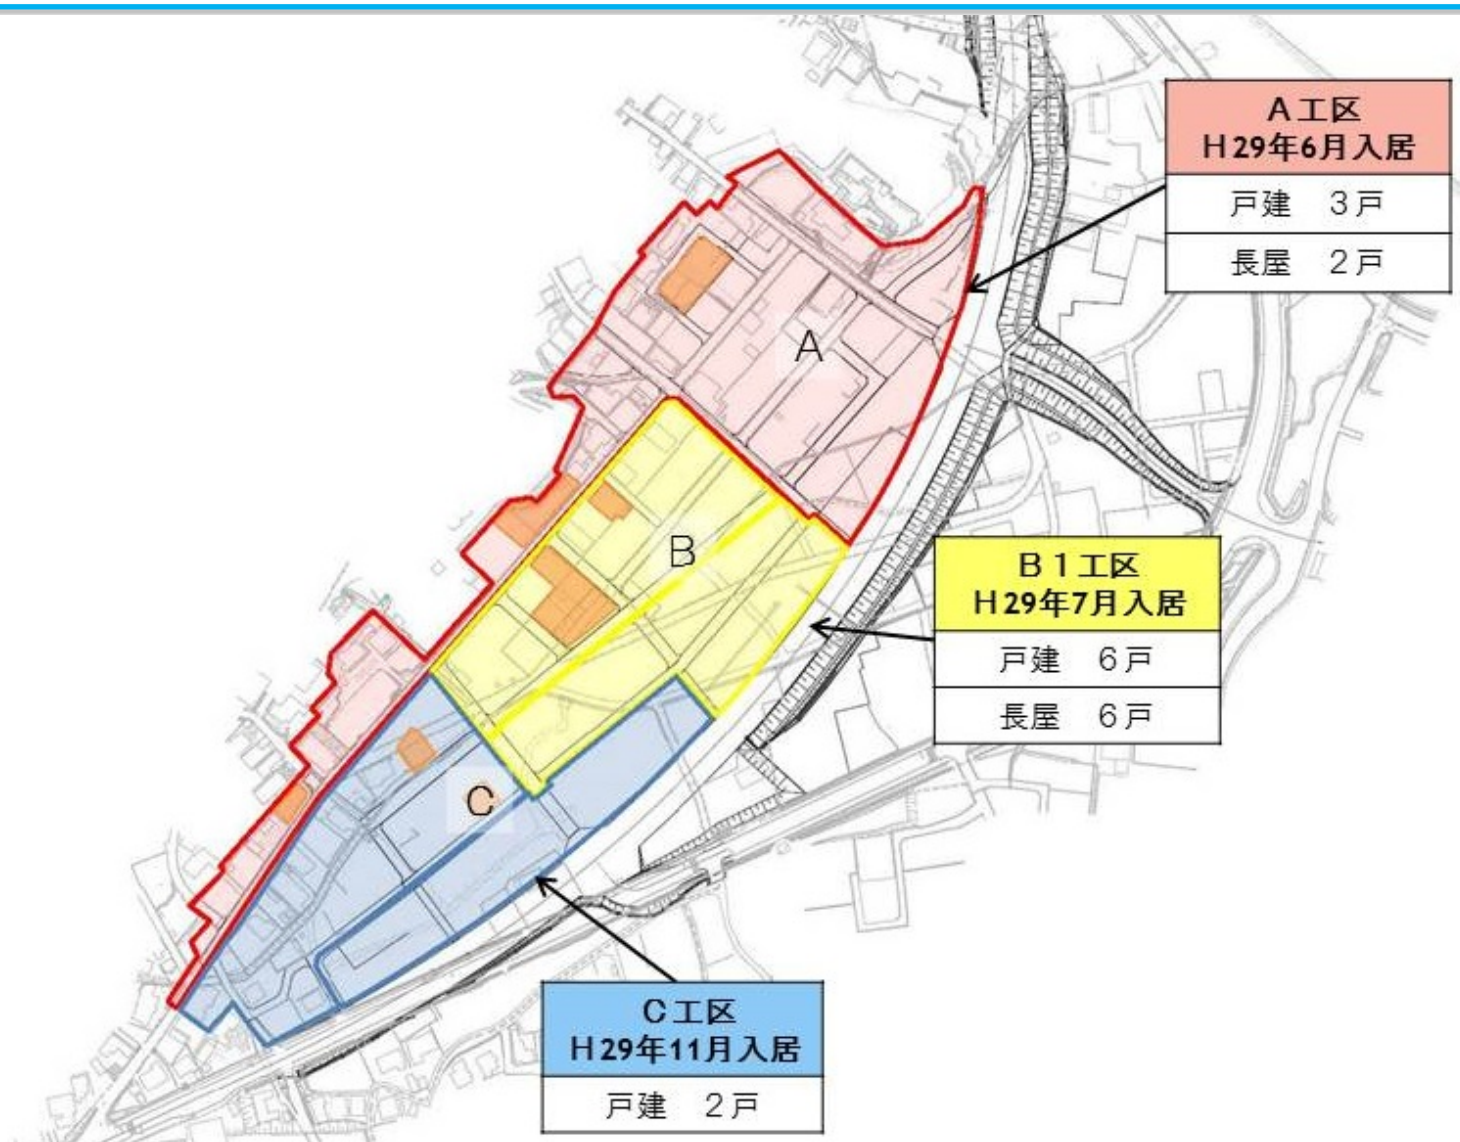 A工区
H29年6月入居
戸建　3戸
長屋　2戸
A
B
B1工区
H29年7月入居
戸建　6戸
長屋　6戸
C
C工区
H29年11月入居
戸建　2戸